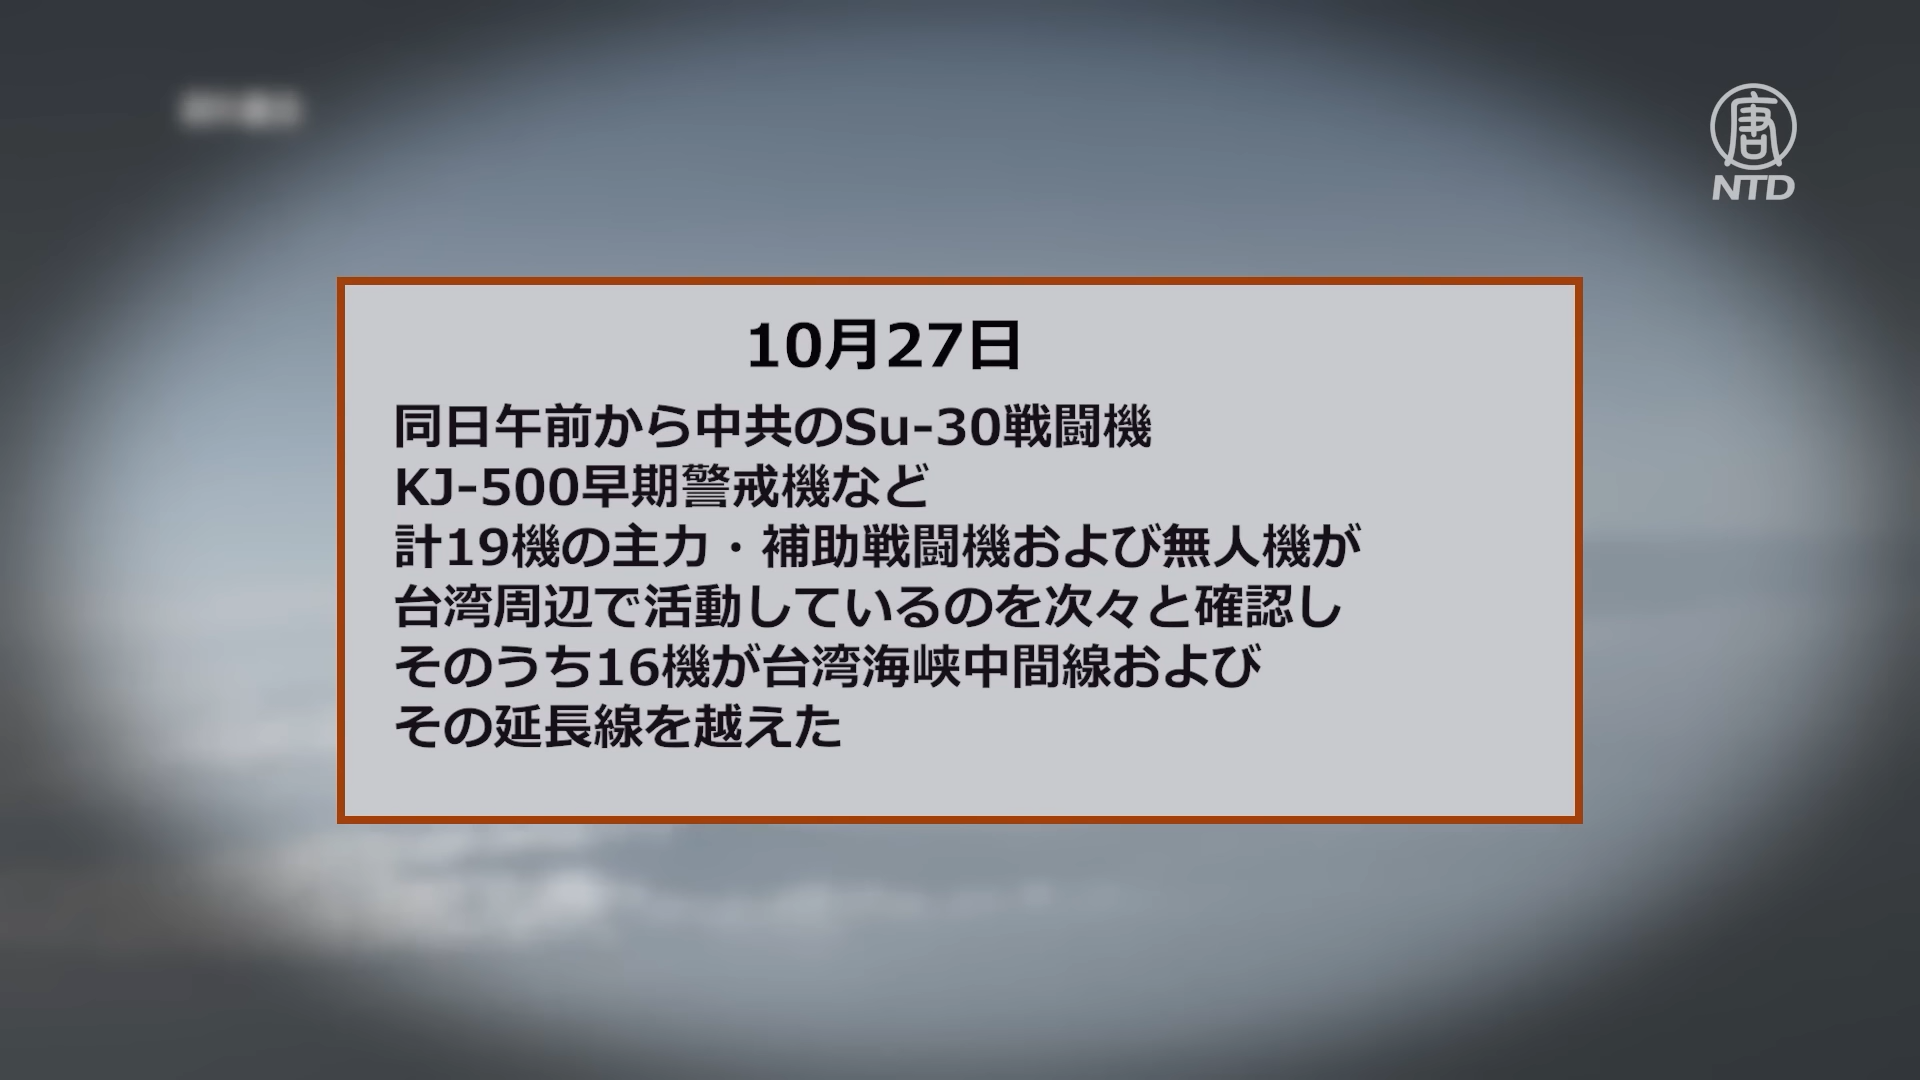 唐
NTD
10月27日
同日午前から中共のSu-30戦闘機
KJ-500早期警戒機など
計19機の主力・補助戦闘機および無人機が
台湾周辺で活動しているのを次々と確認し
そのうち16機が台湾海峡中間線および
その延長線を越えた